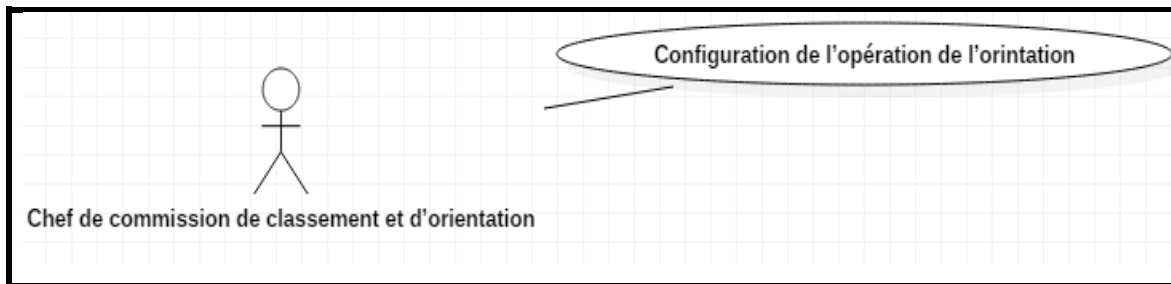 Configuration de l'opération de l'orintation
Chef de commission de classement et d'orientation